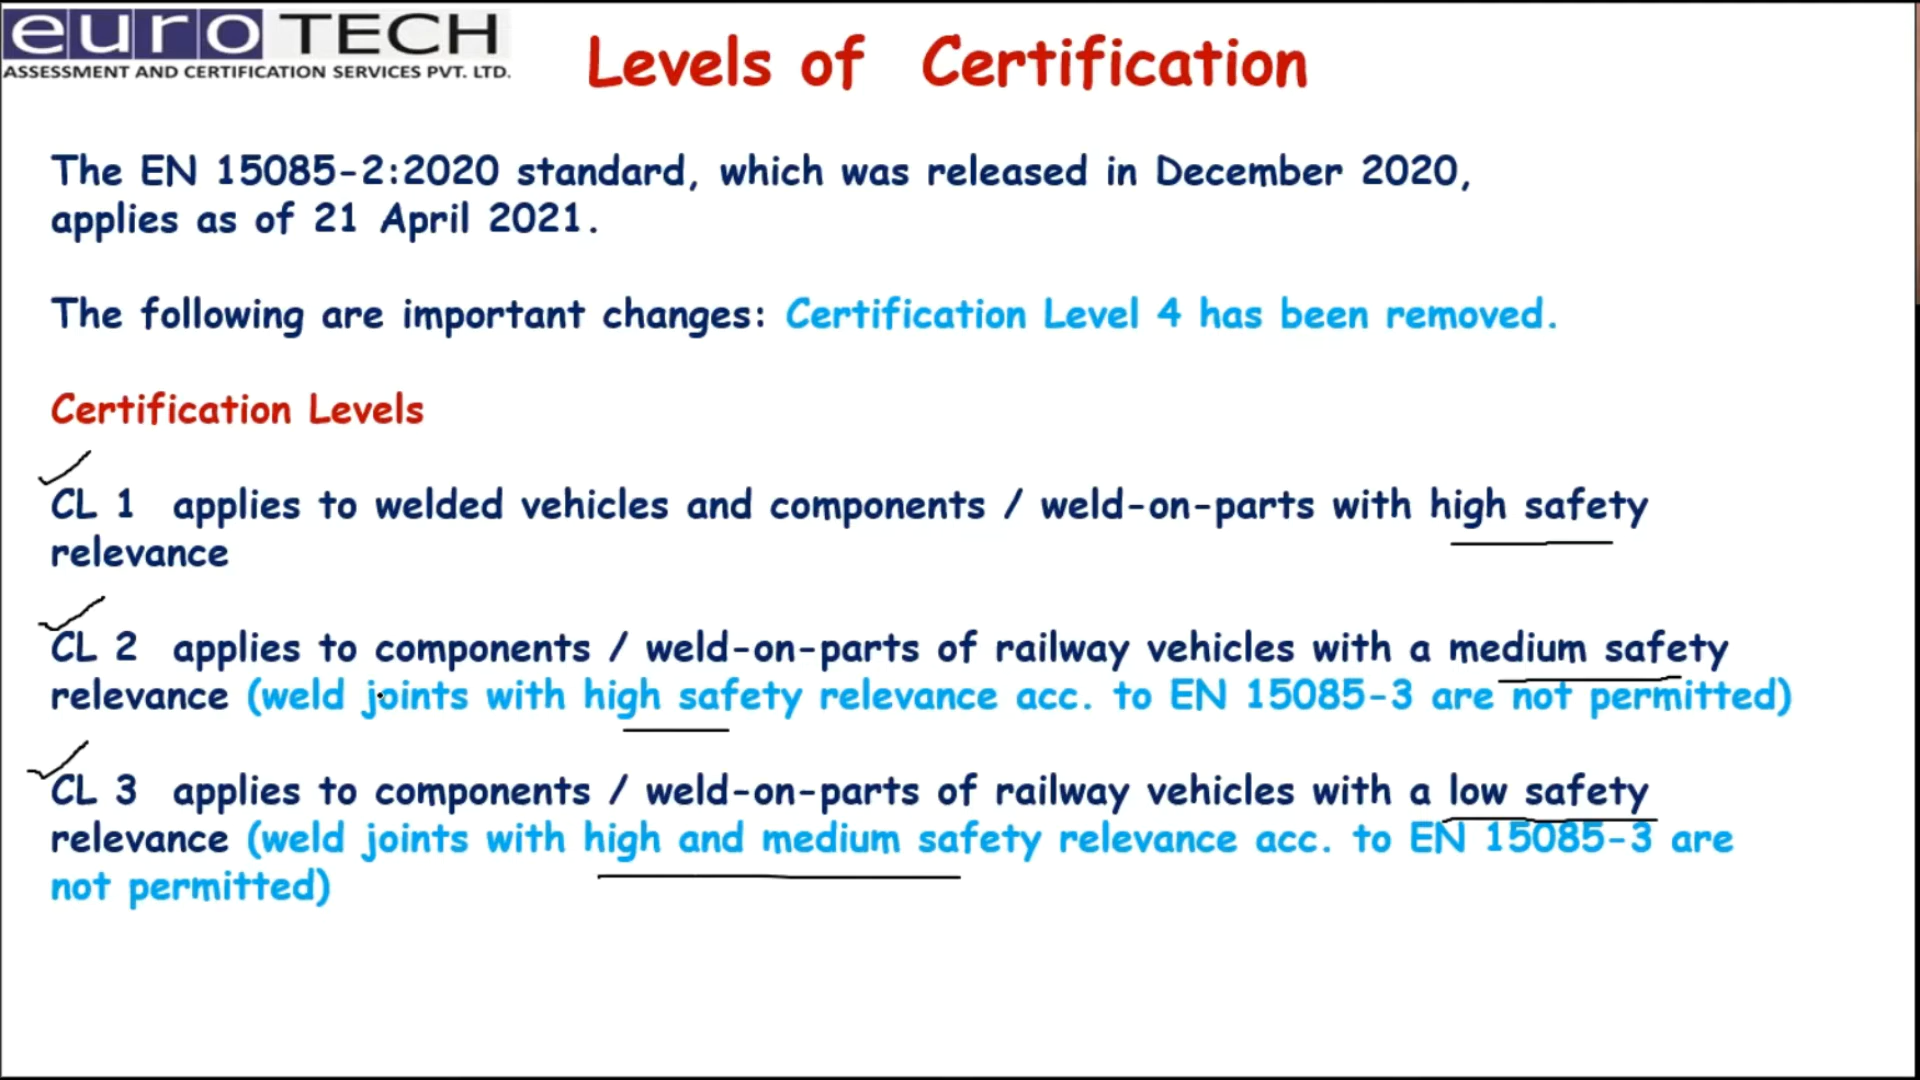 euroTECH
ASSESSMENT AND CERTIFICATION SERVICES PVT. LTD.
Levels of Certification
The EN 15085-2:2020 standard, which was released in December 2020,
applies as of 21 April 2021.
The following are important changes: Certification Level 4 has been removed.
Certification Levels
CL 1 applies to welded vehicles and components / weld-on-parts with high safety
relevance
CL 2 applies to components / weld-on-parts of railway vehicles with a medium safety
relevance (weld joints with high safety relevance acc. to EN 15085-3 are not permitted)
CL 3 applies to components / weld-on-parts of railway vehicles with a low safety
relevance (weld joints with high and medium safety relevance acc. to EN 15085-3 are
not permitted)